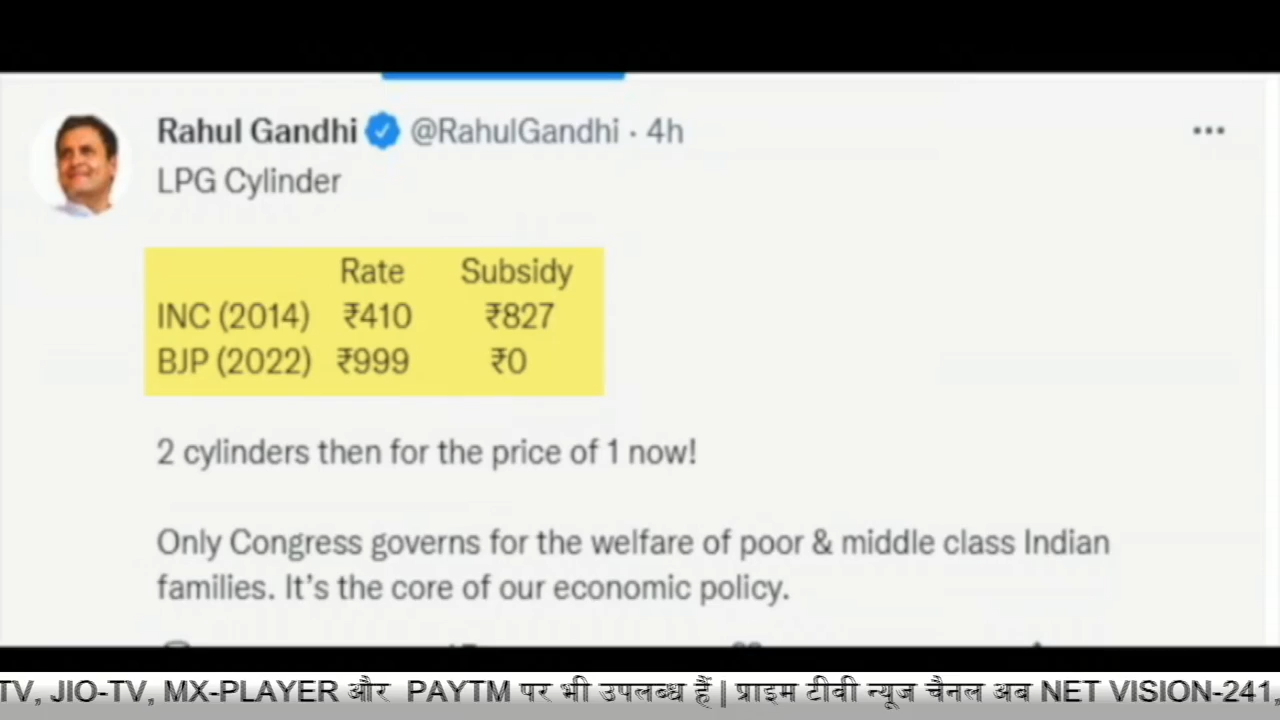 Rahul Gandhi @RahulGandhi · 4h
LPG Cylinder
Rate Subsidy
INC (2014) ₹410 ₹827
BJP (2022) ₹999 ₹0
2 cylinders then for the price of 1 now!
Only Congress governs for the welfare of poor & middle class Indian
families. It’s the core of our economic policy.
TV, JIO-TV, MX-PLAYER और PAYTM पर भी उपलब्ध हैं | प्राइम टीवी न्यूज चैनल अब NET VISION-241,